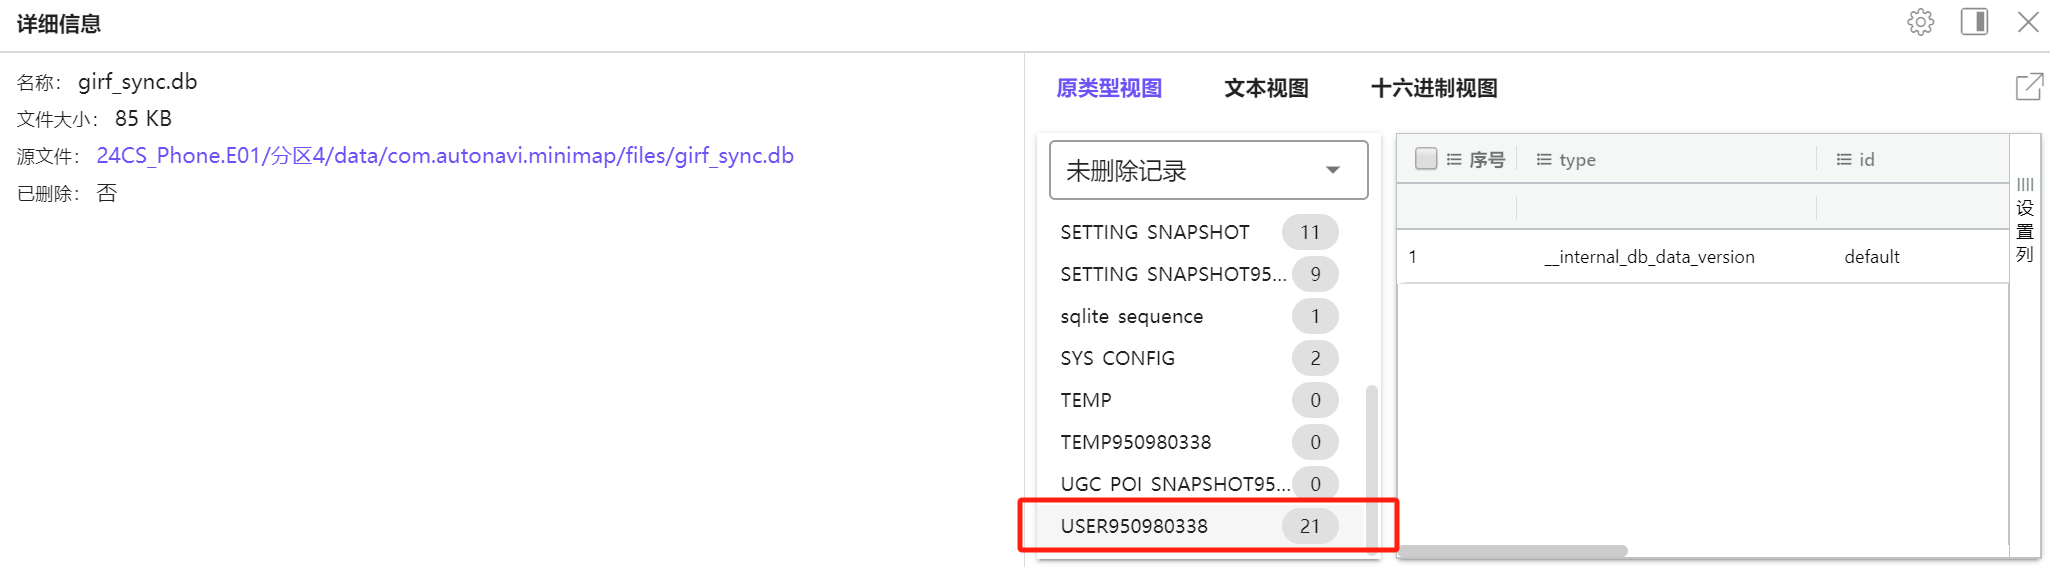 详细信息
名称： girf_sync.db
文件大小： 85 KB
源文件： 24CS_Phone.E01/分区4/data/com.autonavi.minimap/files/girf_sync.db
已删除： 否
原类型视图 文本视图 十六进制视图
未删除记录
SETTING SNAPSHOT 11
SETTING SNAPSHOT95... 9
sqlite sequence 1
SYS CONFIG 2
TEMP 0
TEMP950980338 0
UGC POI SNAPSHOT95... 0
USER950980338 21
序号 type id
1 __internal_db_data_version default
设置列